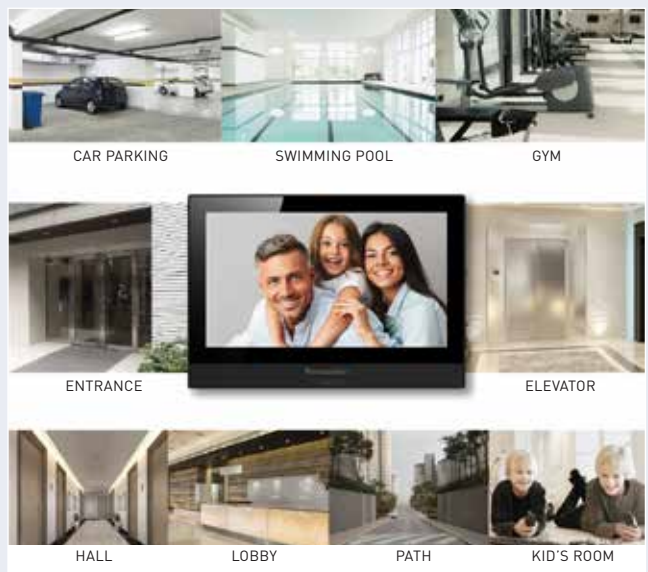 CAR PARKING
SWIMMING POOL
GYM
ENTRANCE
ELEVATOR
HALL
LOBBY
PATH
KID'S ROOM